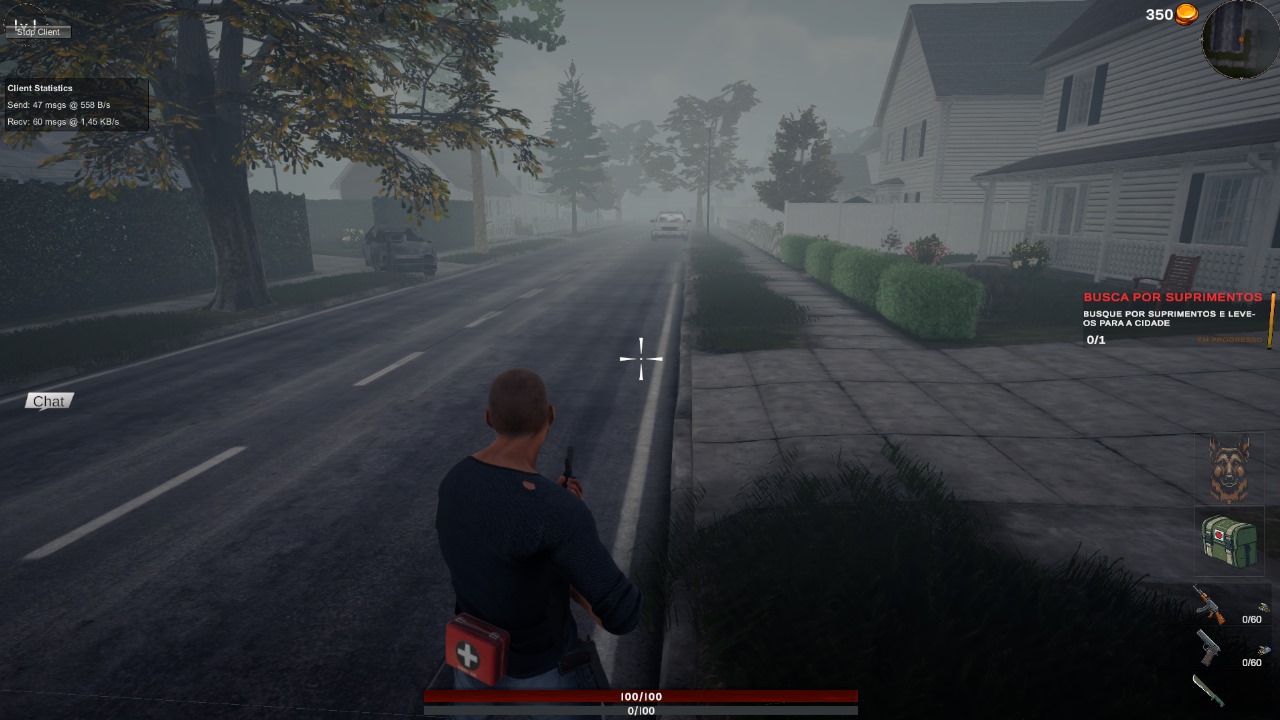 Lv.1
Stop Client
350
Client Statistics
Send: 47 msgs @ 558 B/s
Recv: 60 msgs @ 1,45 KB/s
BUSCA POR SUPRIMENTOS
BUSQUE POR SUPRIMENTOS E LEVE-
OS PARA A CIDADE
0/1
EM PROGRESSO
Chat
0/60
0/60
100/100
0/100